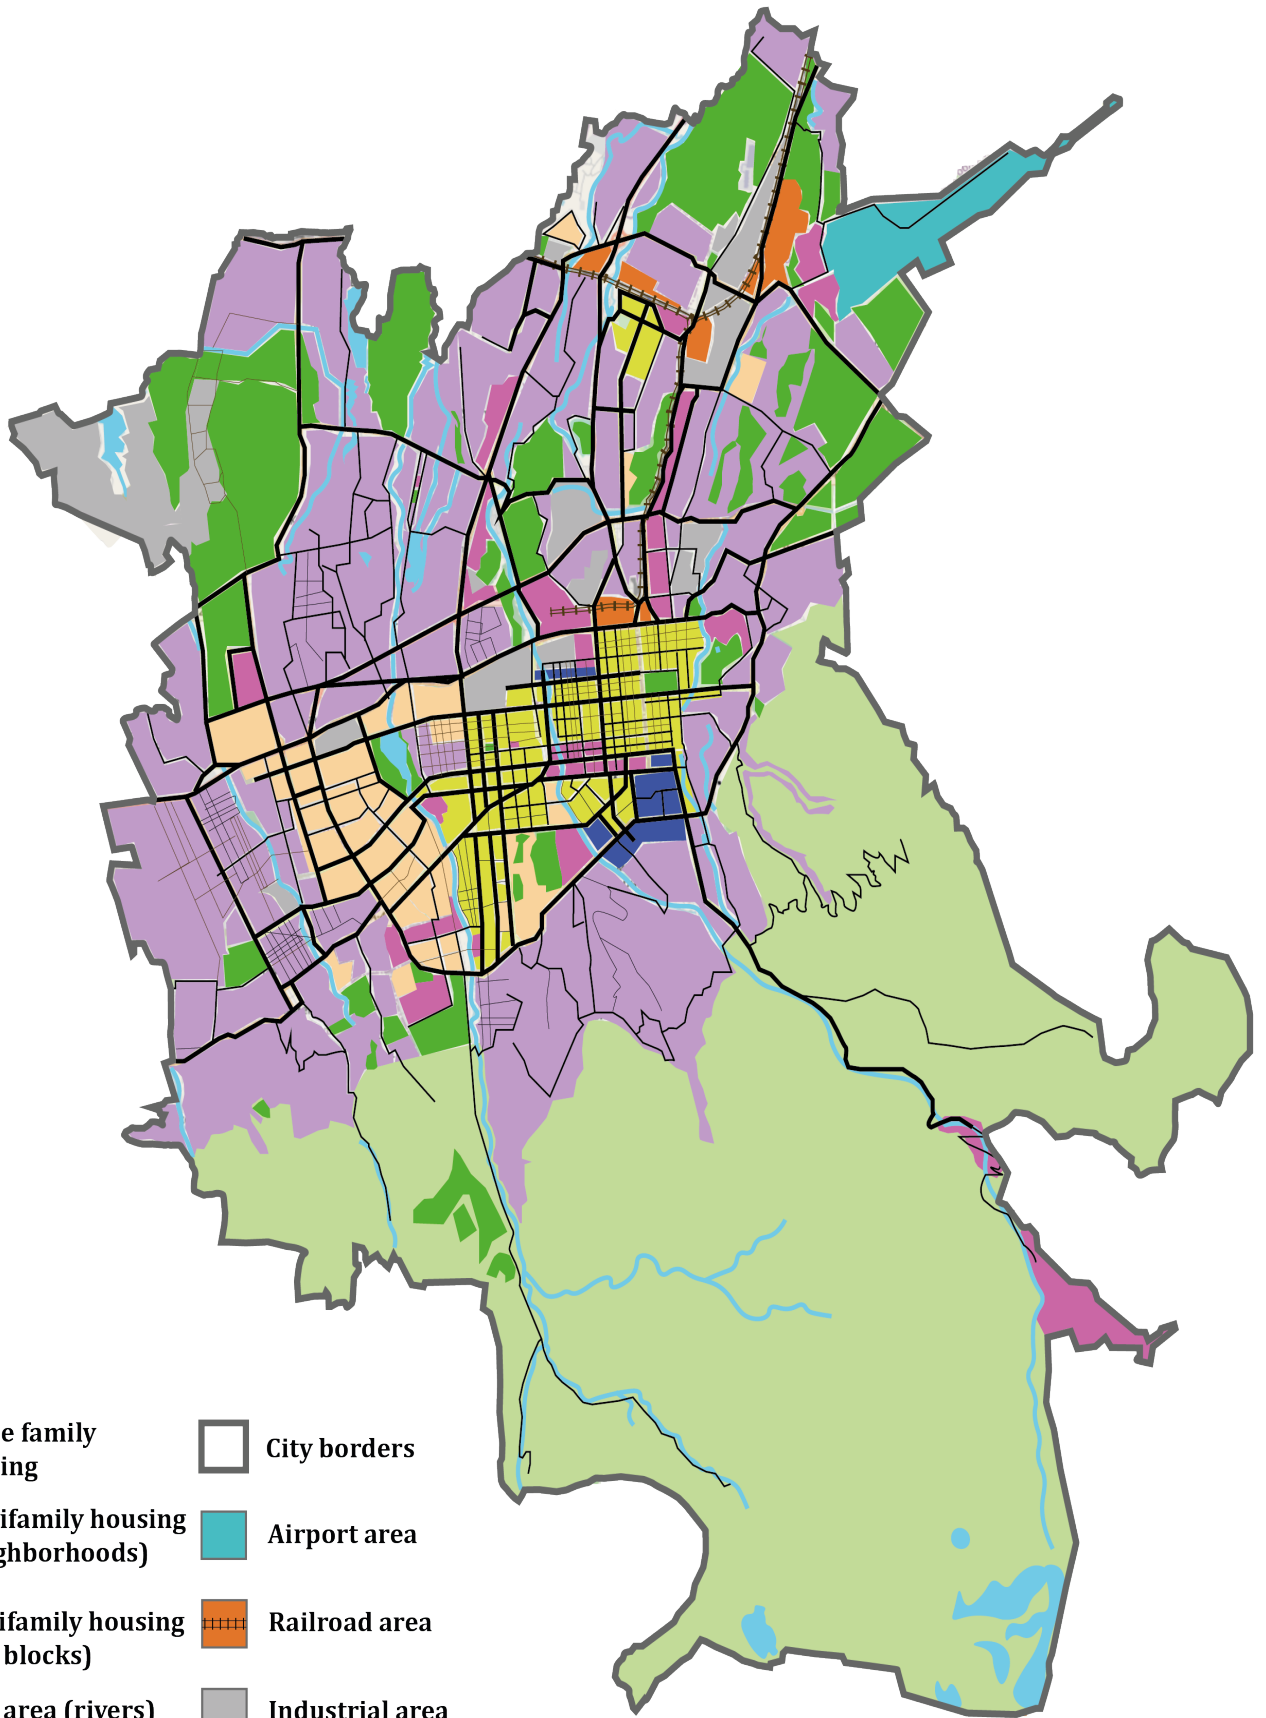 e family
ing
City borders
ifamily housing
ghborhoods)
Airport area
ifamily housing
blocks)
Railroad area
area (rivers)
Industrial area